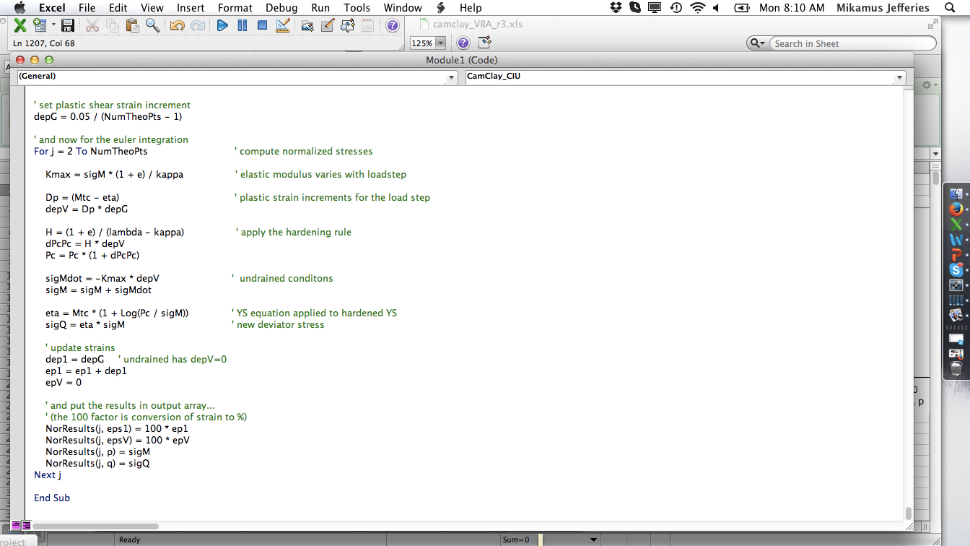 Excel File Edit View Insert Format Debug Run Tools Window Help Mon 8:10 AM Mikamus Jefferies
camclay_VBA_r3.xls
Ln 1207, Col 68
125%
Search in Sheet
Module1 (Code)
(General) CamClay_CIU
' set plastic shear strain increment
depG = 0.05 / (NumTheoPts - 1)
' and now for the euler integration
For j = 2 To NumTheoPts ' compute normalized stresses
Kmax = sigM * (1 + e) / kappa ' elastic modulus varies with loadstep
Dp = (Mtc - eta) ' plastic strain increments for the load step
depV = Dp * depG
H = (1 + e) / (lambda - kappa) ' apply the hardening rule
dPcPc = H * depV
Pc = Pc * (1 + dPcPc)
sigMdot = -Kmax * depV ' undrained conditons
sigM = sigM + sigMdot
eta = Mtc * (1 + Log(Pc / sigM)) ' YS equation applied to hardened YS
sigQ = eta * sigM ' new deviator stress
' update strains
dep1 = depG ' undrained has depV=0
ep1 = ep1 + dep1
epV = 0
' and put the results in output array...
' (the 100 factor is conversion of strain to %)
NorResults(j, eps1) = 100 * ep1
NorResults(j, epsV) = 100 * epV
NorResults(j, p) = sigM
NorResults(j, q) = sigQ
Next j
End Sub
, p
Ready Sum=0
roject